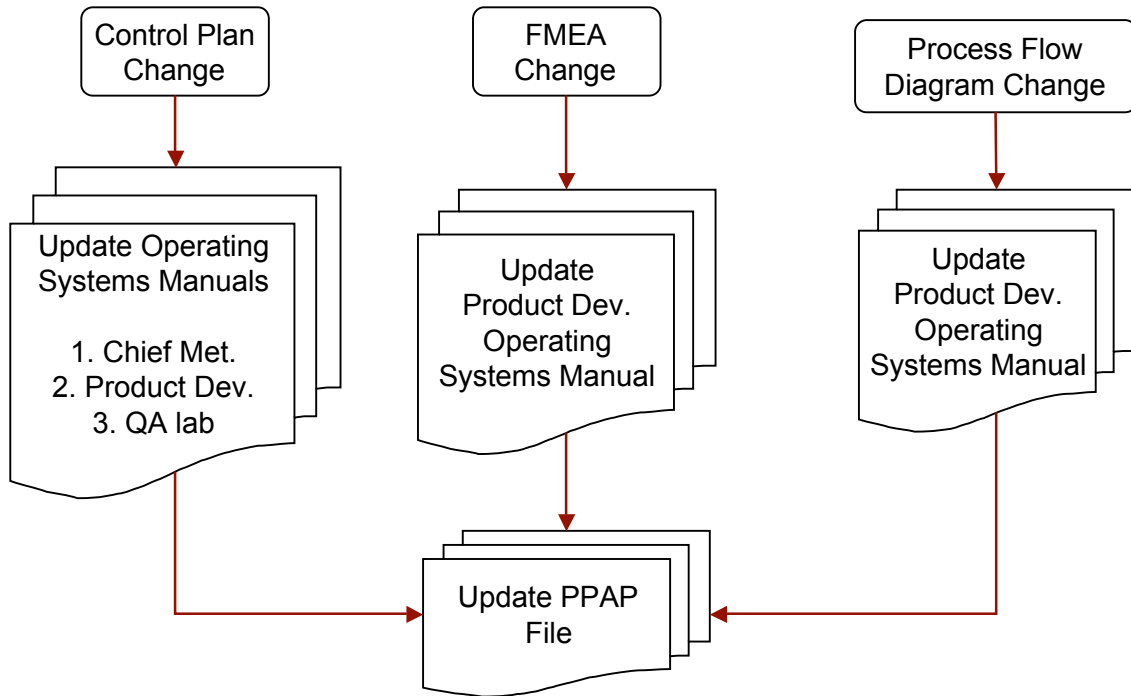 Control Plan
Change
FMEA
Change
Process Flow
Diagram Change
Update Operating
Systems Manuals
1. Chief Met.
2. Product Dev.
3. QA lab
Update
Product Dev.
Operating
Systems Manual
Update
Product Dev.
Operating
Systems Manual
Update PPAP
File